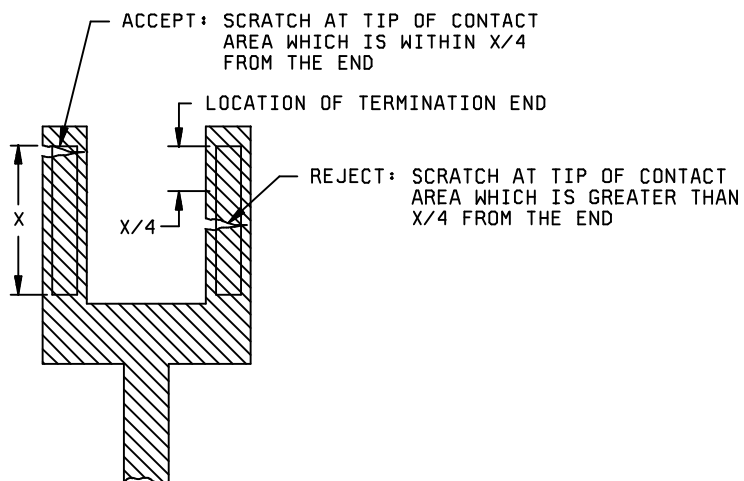 ACCEPT: SCRATCH AT TIP OF CONTACT
AREA WHICH IS WITHIN X/4
FROM THE END
LOCATION OF TERMINATION END
REJECT: SCRATCH AT TIP OF CONTACT
AREA WHICH IS GREATER THAN
X/4 FROM THE END
X
X/4